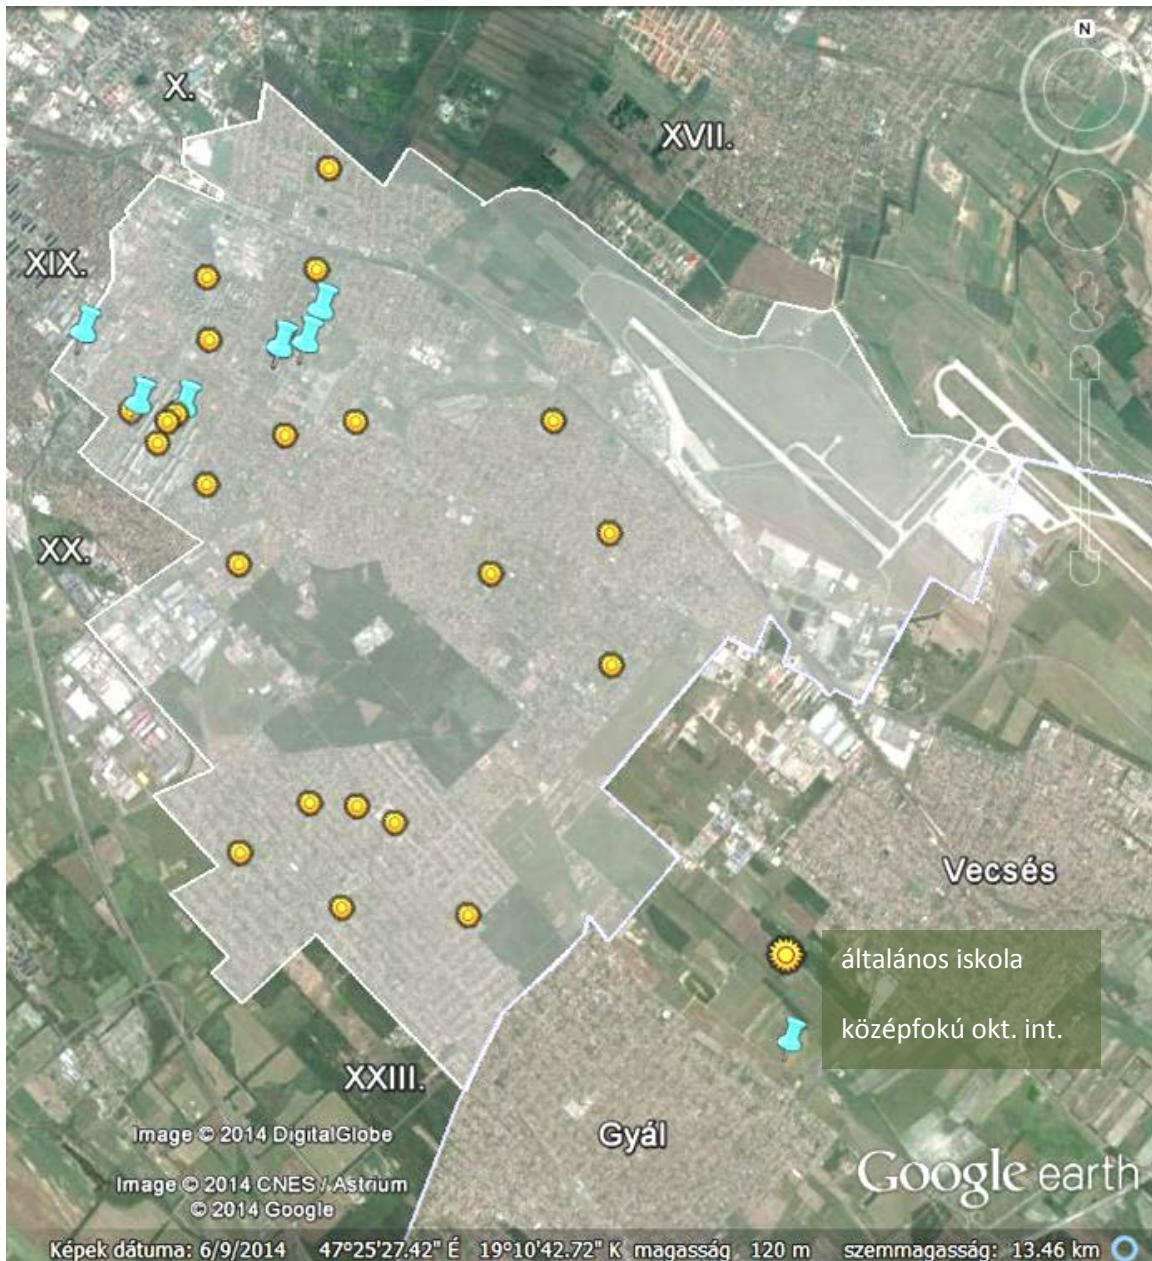 N
X.
XVII.
XIX.
XX.
Vecsés
általános iskola
középfokú okt. int.
XXIII.
Gyál
Image © 2014 DigitalGlobe
Image © 2014 CNES / Astrium
© 2014 Google
Google earth
Képek dátuma: 6/9/2014 47°25'27.42" É 19°10'42.72" K magasság 120 m szemmagasság: 13.46 km